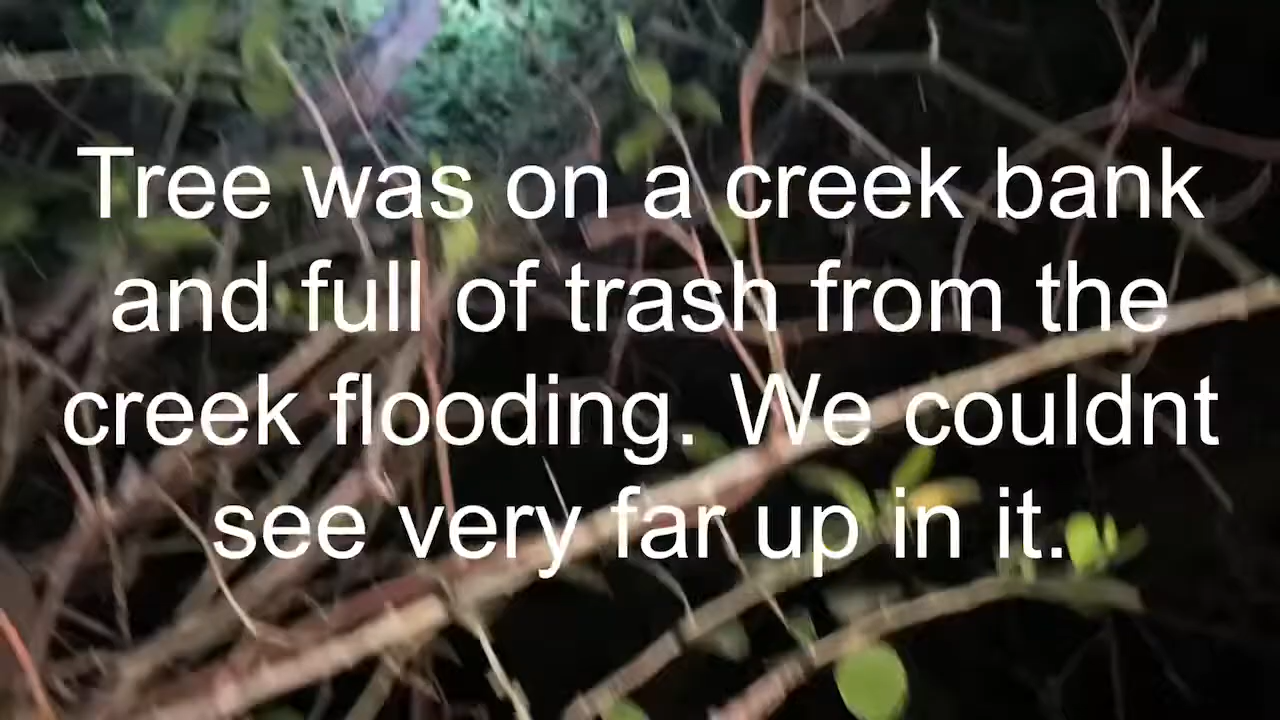 Tree was on a creek bank
and full of trash from the
creek flooding. We couldnt
see very far up in it.